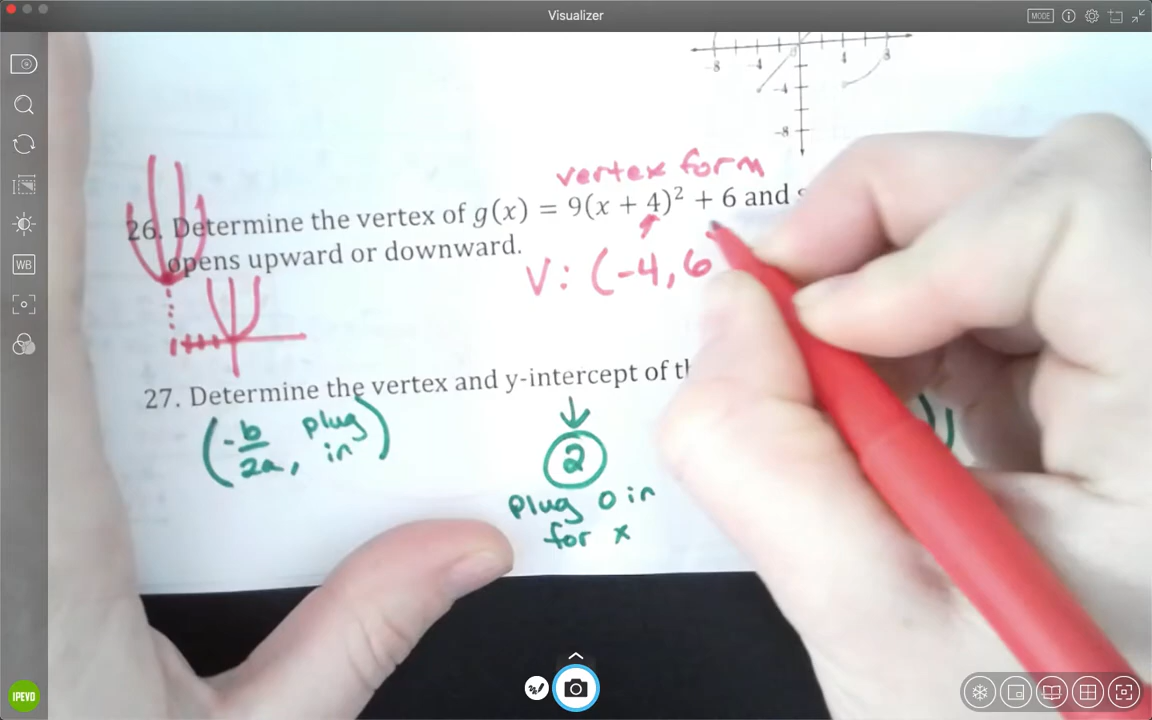 Visualizer
MODE
WB
-8
-4
4
8
-4
-8
vertex form
26. Determine the vertex of g(x) = 9(x + 4)² + 6 and
opens upward or downward.
V: (-4, 6
27. Determine the vertex and y-intercept of
(-b/2a, plug in)
2
plug 0 in
for x
IPEVO